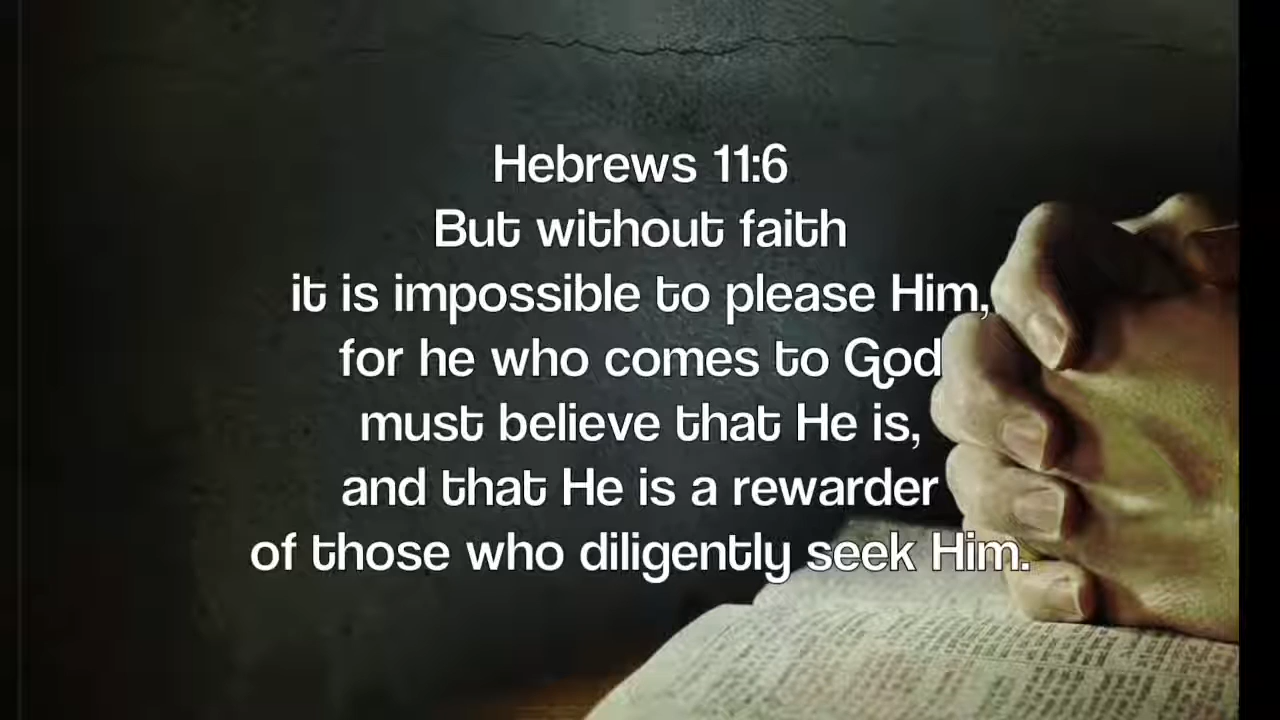 Hebrews 11:6
But without faith
it is impossible to please Him,
for he who comes to God
must believe that He is,
and that He is a rewarder
of those who diligently seek Him.